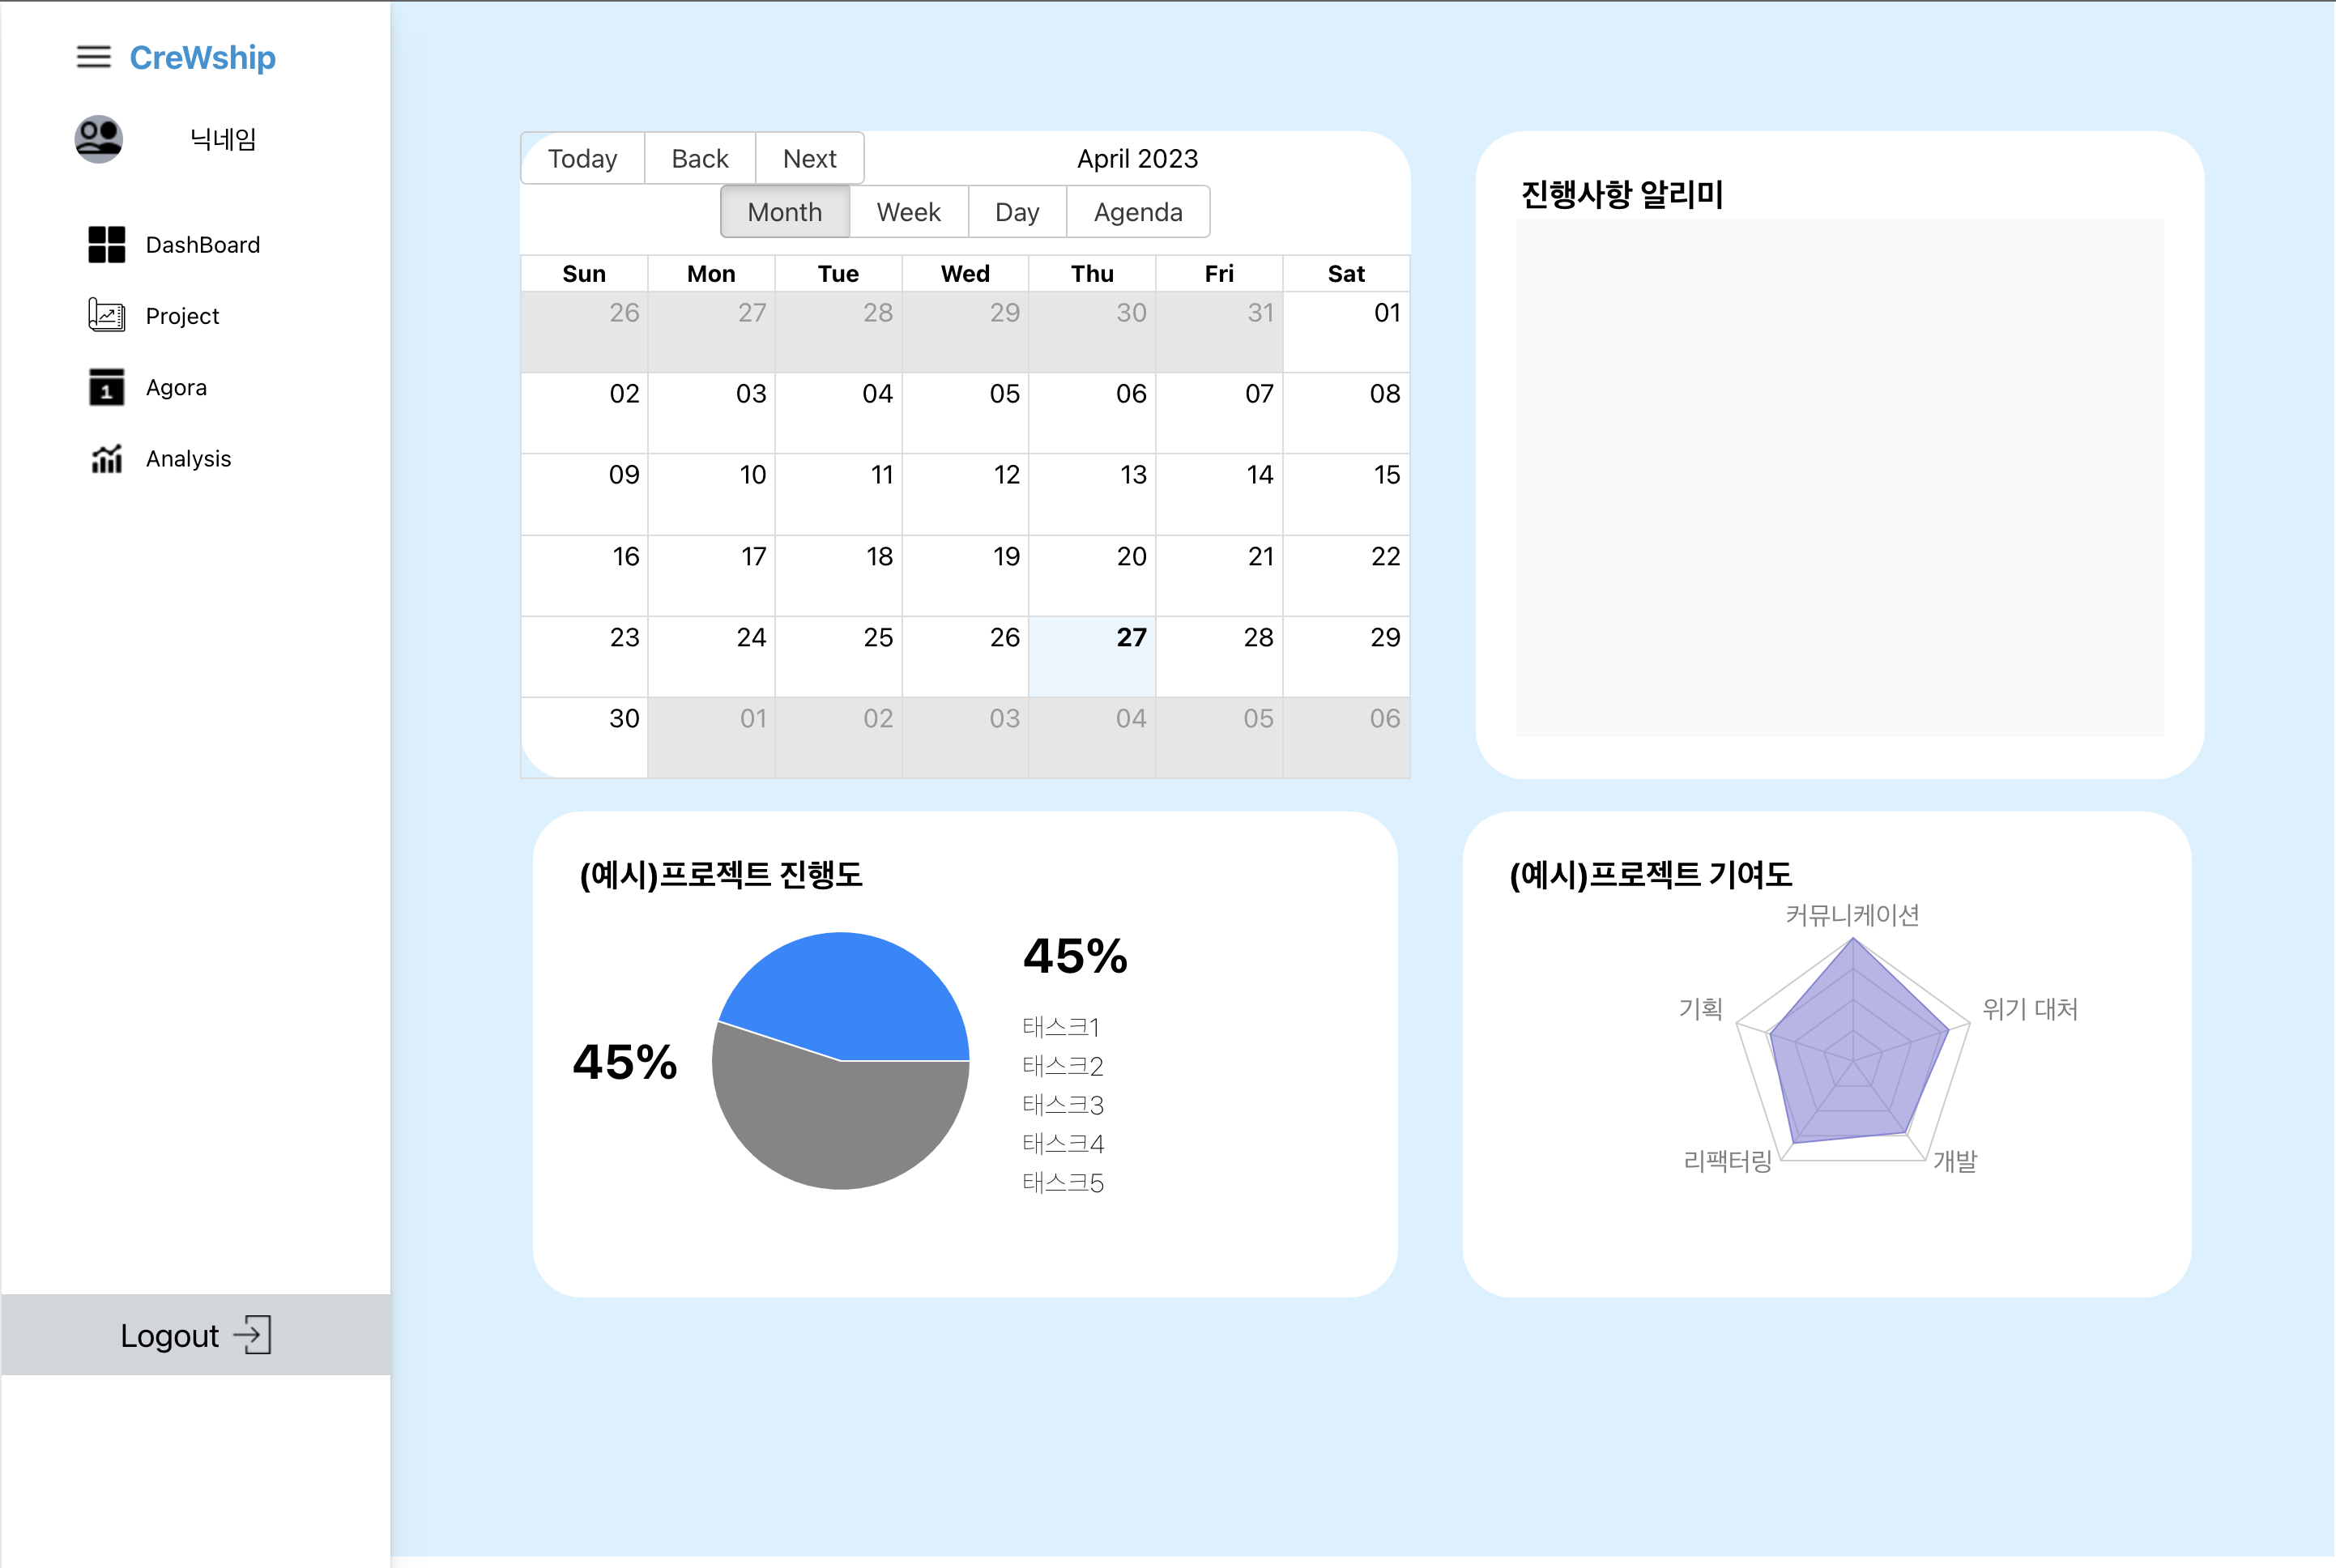 CreWship
닉네임
DashBoard
Project
1 Agora
Analysis
Logout
Today Back Next April 2023
Month Week Day Agenda
Sun Mon Tue Wed Thu Fri Sat
26 27 28 29 30 31 01
02 03 04 05 06 07 08
09 10 11 12 13 14 15
16 17 18 19 20 21 22
23 24 25 26 27 28 29
30 01 02 03 04 05 06
진행사항 알리미
(예시)프로젝트 진행도
45%
45%
태스크1
태스크2
태스크3
태스크4
태스크5
(예시)프로젝트 기여도
커뮤니케이션
기획 위기 대처
리팩터링 개발